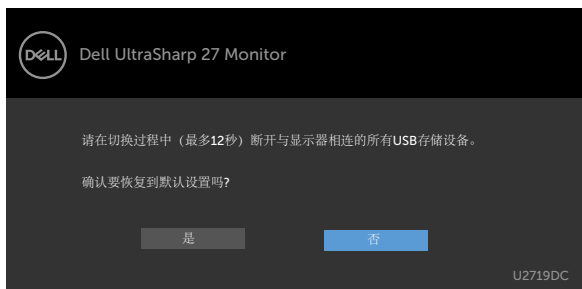 DELL
Dell UltraSharp 27 Monitor
请在切换过程中（最多12秒）断开与显示器相连的所有USB存储设备。
确认要恢复到默认设置吗?
是
否
U2719DC